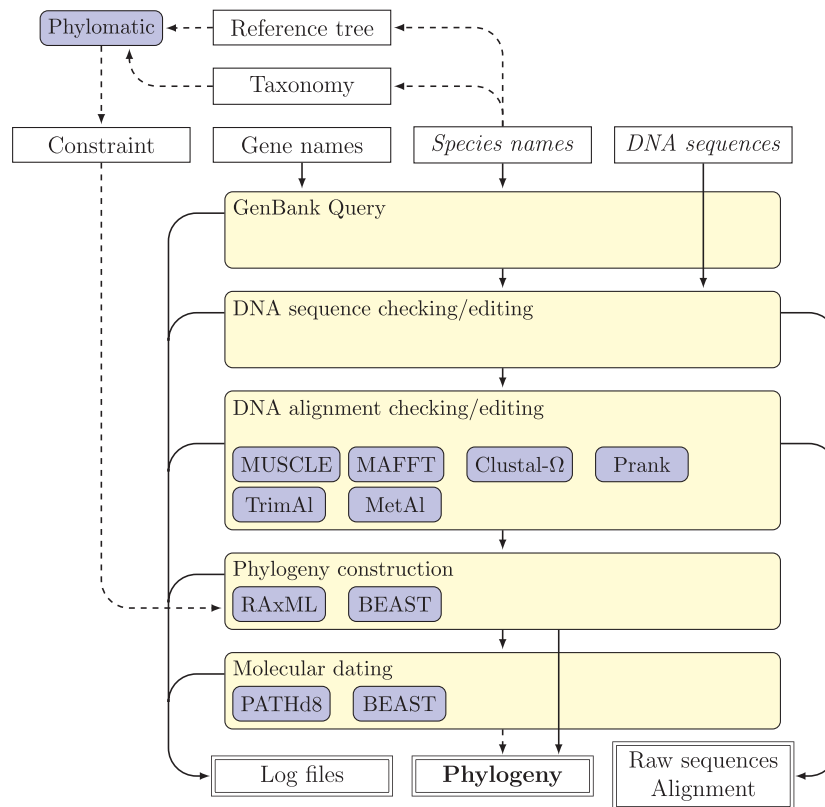 Phylomatic
Reference tree
Taxonomy
Constraint
Gene names
Species names
DNA sequences
GenBank Query
DNA sequence checking/editing
DNA alignment checking/editing
MUSCLE
MAFFT
Clustal-Ω
Prank
TrimAl
MetAl
Phylogeny construction
RAxML
BEAST
Molecular dating
PATHd8
BEAST
Log files
Phylogeny
Raw sequences
Alignment